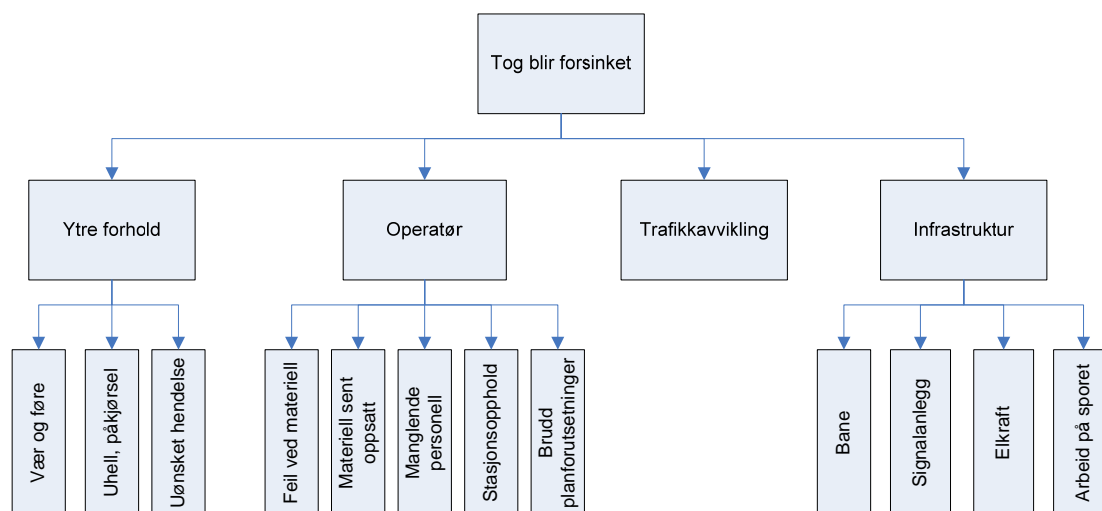 Tog blir forsinket
Ytre forhold
Operatør
Trafikkavvikling
Infrastruktur
Vær og føre
Uhell, påkjørsel
Uønsket hendelse
Feil ved materiell
Materiell sent
oppsatt
Manglende
personell
Stasjonsopphold
Brudd
planforutsetninger
Bane
Signalanlegg
Elkraft
Arbeid på sporet